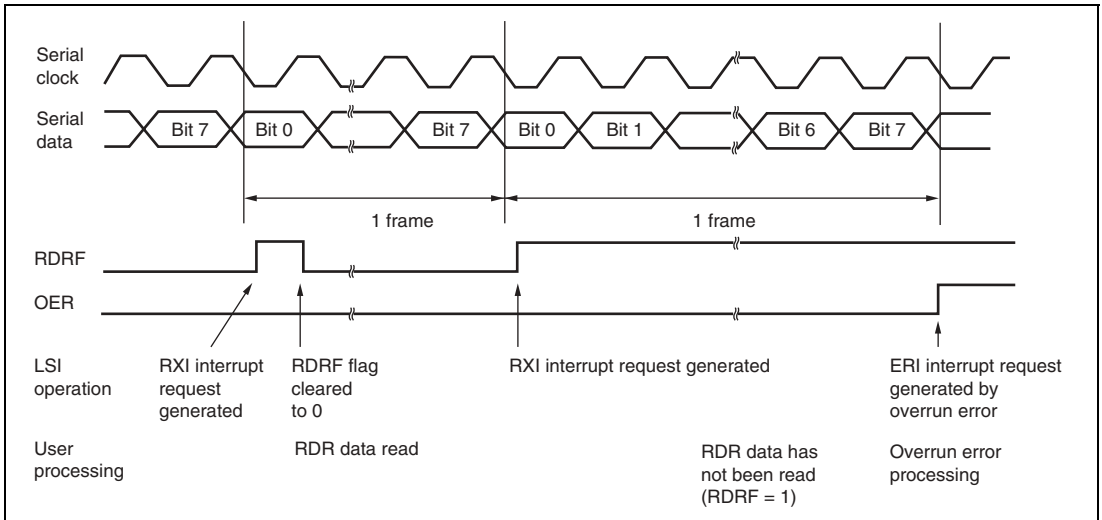 Serial
clock
Serial
data
Bit 7
Bit 0
Bit 7
Bit 0
Bit 1
Bit 6
Bit 7
1 frame
1 frame
RDRF
OER
LSI
operation
RXI interrupt
request
generated
RDRF flag
cleared
to 0
RXI interrupt request generated
ERI interrupt request
generated by
overrun error
User
processing
RDR data read
RDR data has
not been read
(RDRF = 1)
Overrun error
processing